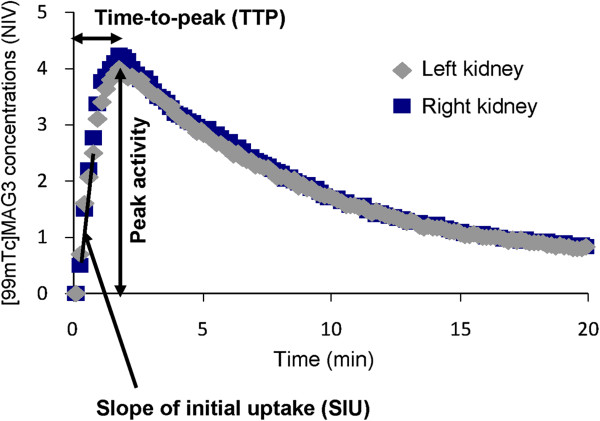 Time-to-peak (TTP)
[99mTc]MAG3 concentrations (NIV)
5
4
3
2
1
0
Left kidney
Right kidney
Peak activity
0
5
10
15
20
Time (min)
Slope of initial uptake (SIU)